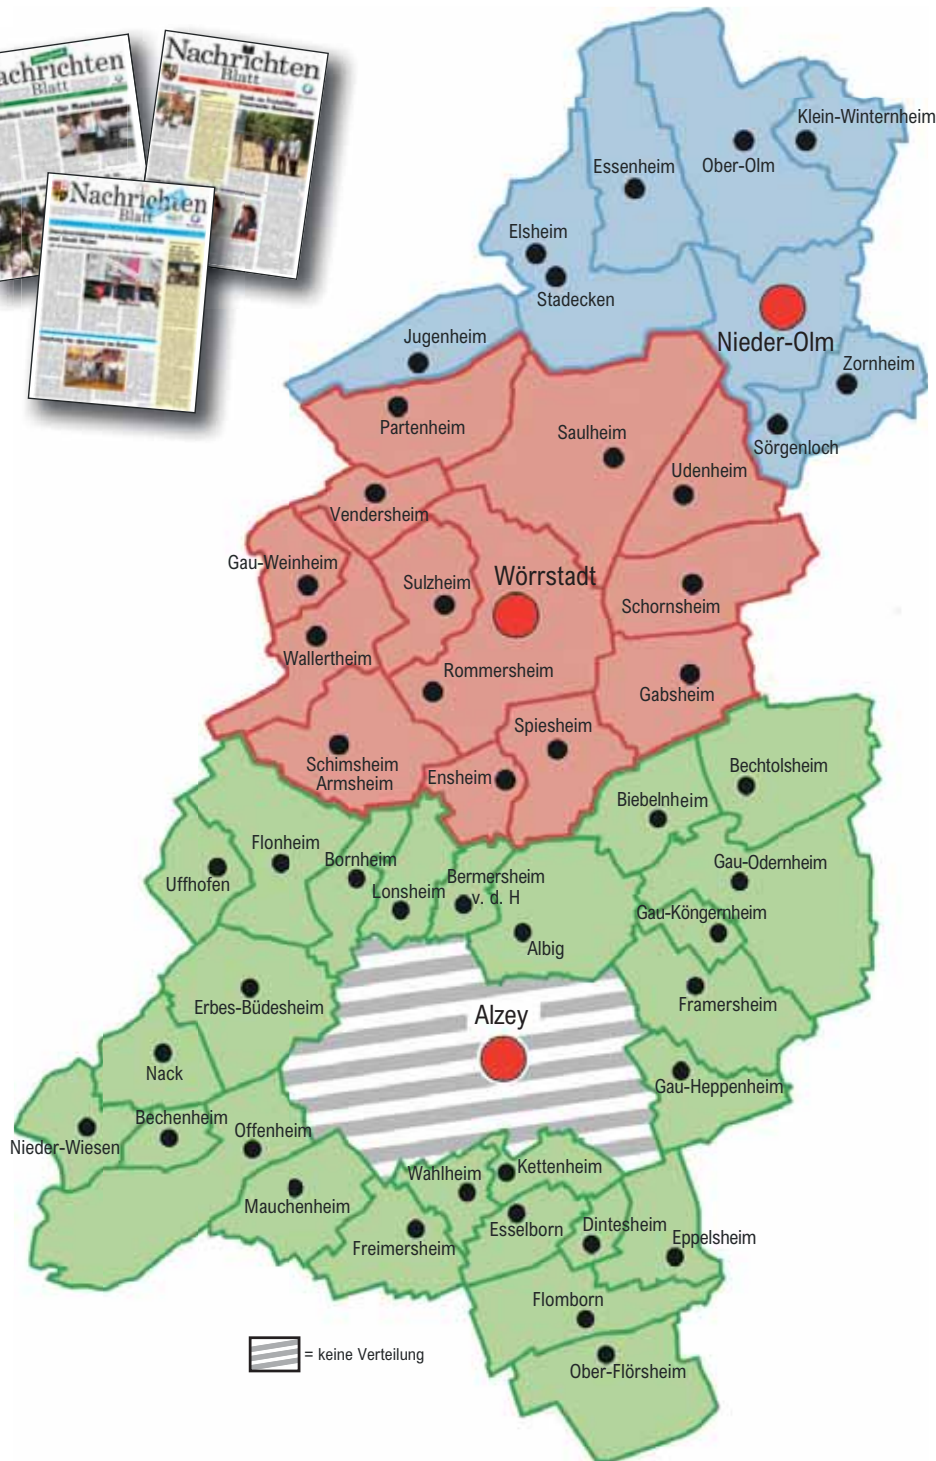 achrichten
Blatt
Nachrichten
Blatt
Nachrichten
Blatt
Klein-Winternheim
Ober-Olm
Essenheim
Elsheim
Stadecken
Nieder-Olm
Jugenheim
Zornheim
Partenheim
Saulheim
Sörgenloch
Udenheim
Vendersheim
Gau-Weinheim
Sulzheim
Wörrstadt
Schornsheim
Wallertheim
Rommersheim
Gabsheim
Spiesheim
Schimsheim
Armsheim
Ensheim
Bechtolsheim
Biebelnheim
Flonheim
Bornheim
Gau-Odernheim
Uffhofen
Lonsheim
Bermersheim
v. d. H
Gau-Köngernheim
Albig
Erbes-Büdesheim
Framersheim
Alzey
Nack
Gau-Heppenheim
Bechenheim
Offenheim
Nieder-Wiesen
Wahlheim
Kettenheim
Mauchenheim
Esselborn
Dintesheim
Eppelsheim
Freimersheim
Flomborn
= keine Verteilung
Ober-Flörsheim